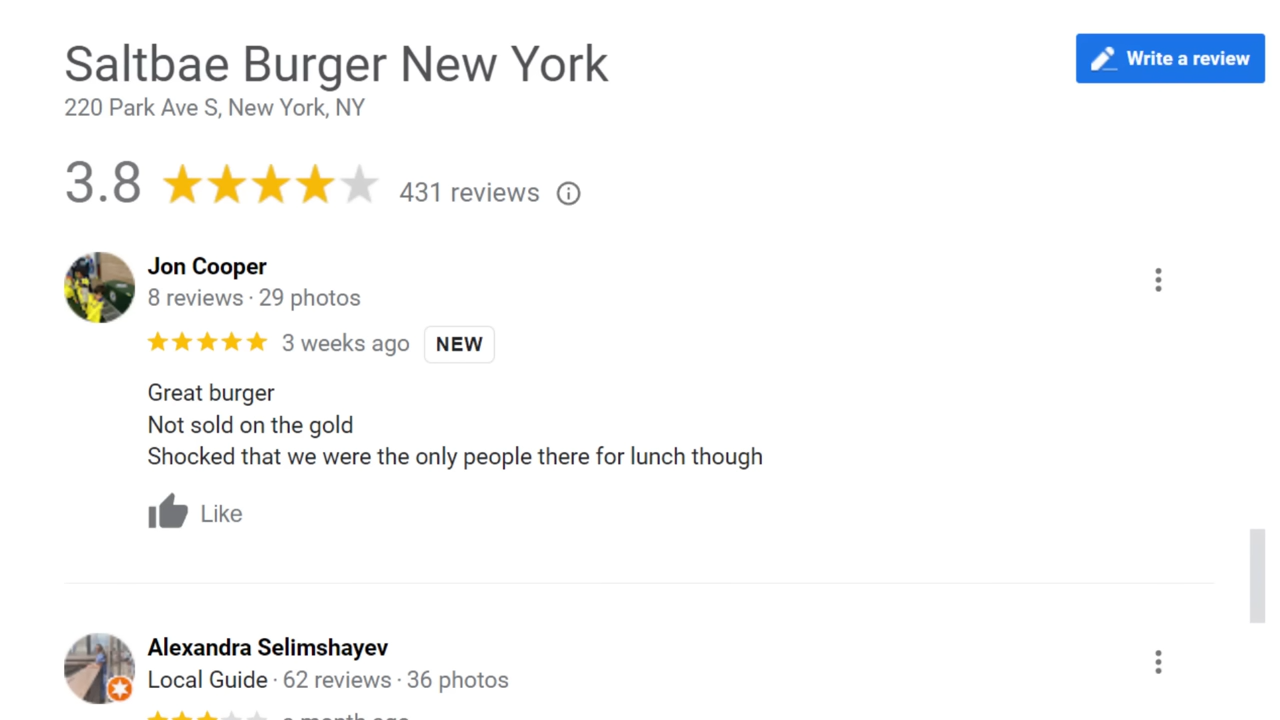 Saltbae Burger New York
Write a review
220 Park Ave S, New York, NY
3.8 431 reviews
Jon Cooper
8 reviews · 29 photos
3 weeks ago NEW
Great burger
Not sold on the gold
Shocked that we were the only people there for lunch though
Like
Alexandra Selimshayev
Local Guide · 62 reviews · 36 photos
a month ago